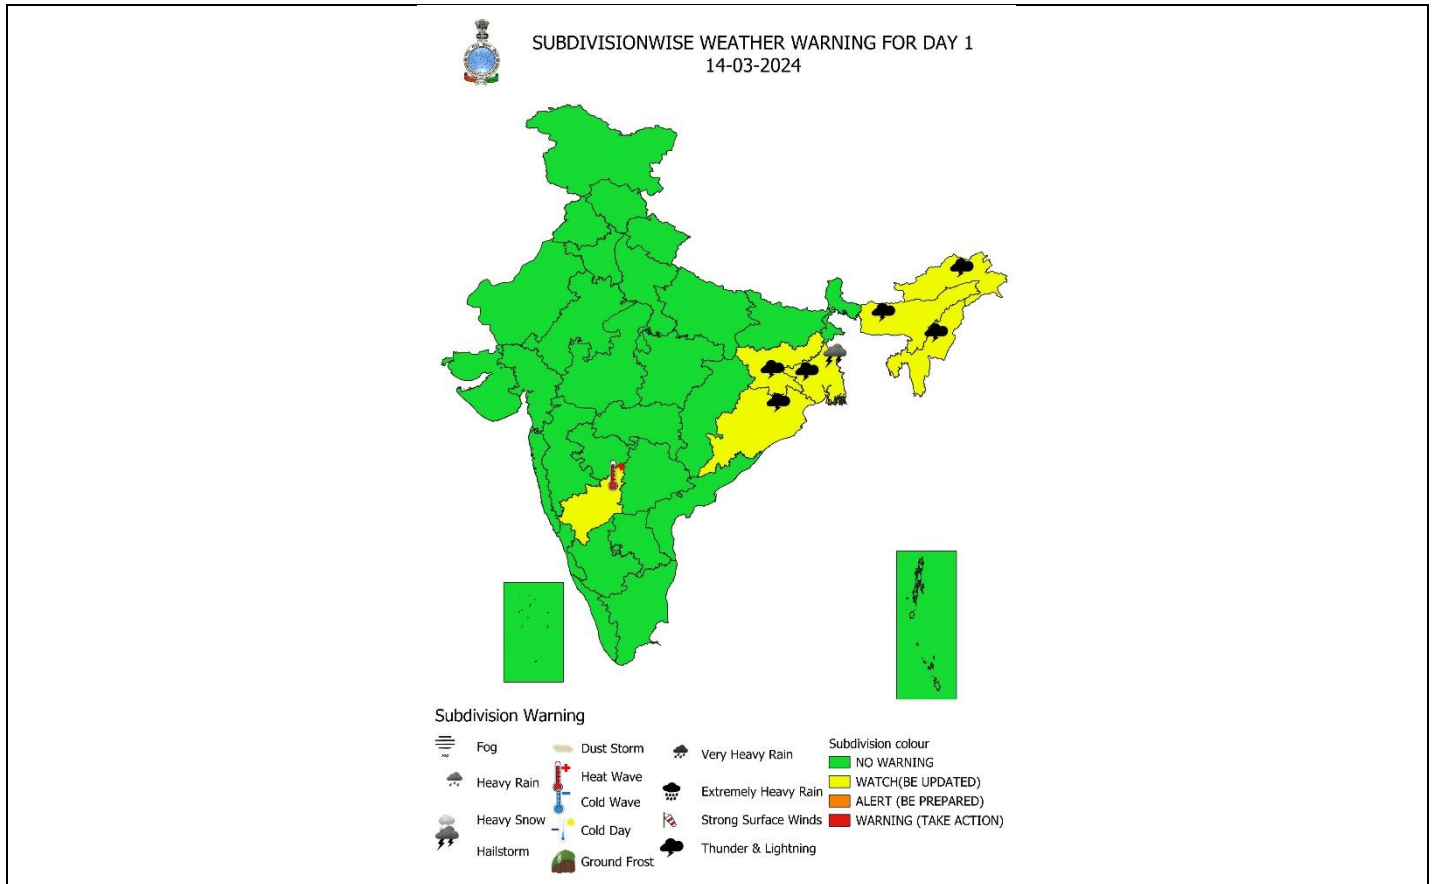 SUBDIVISIONWISE WEATHER WARNING FOR DAY 1
14-03-2024
Subdivision Warning
Fog
Heavy Rain
Heavy Snow
Hailstorm
Dust Storm
Heat Wave
Cold Wave
Cold Day
Ground Frost
Very Heavy Rain
Extremely Heavy Rain
Strong Surface Winds
Thunder & Lightning
Subdivision colour
NO WARNING
WATCH(BE UPDATED)
ALERT (BE PREPARED)
WARNING (TAKE ACTION)